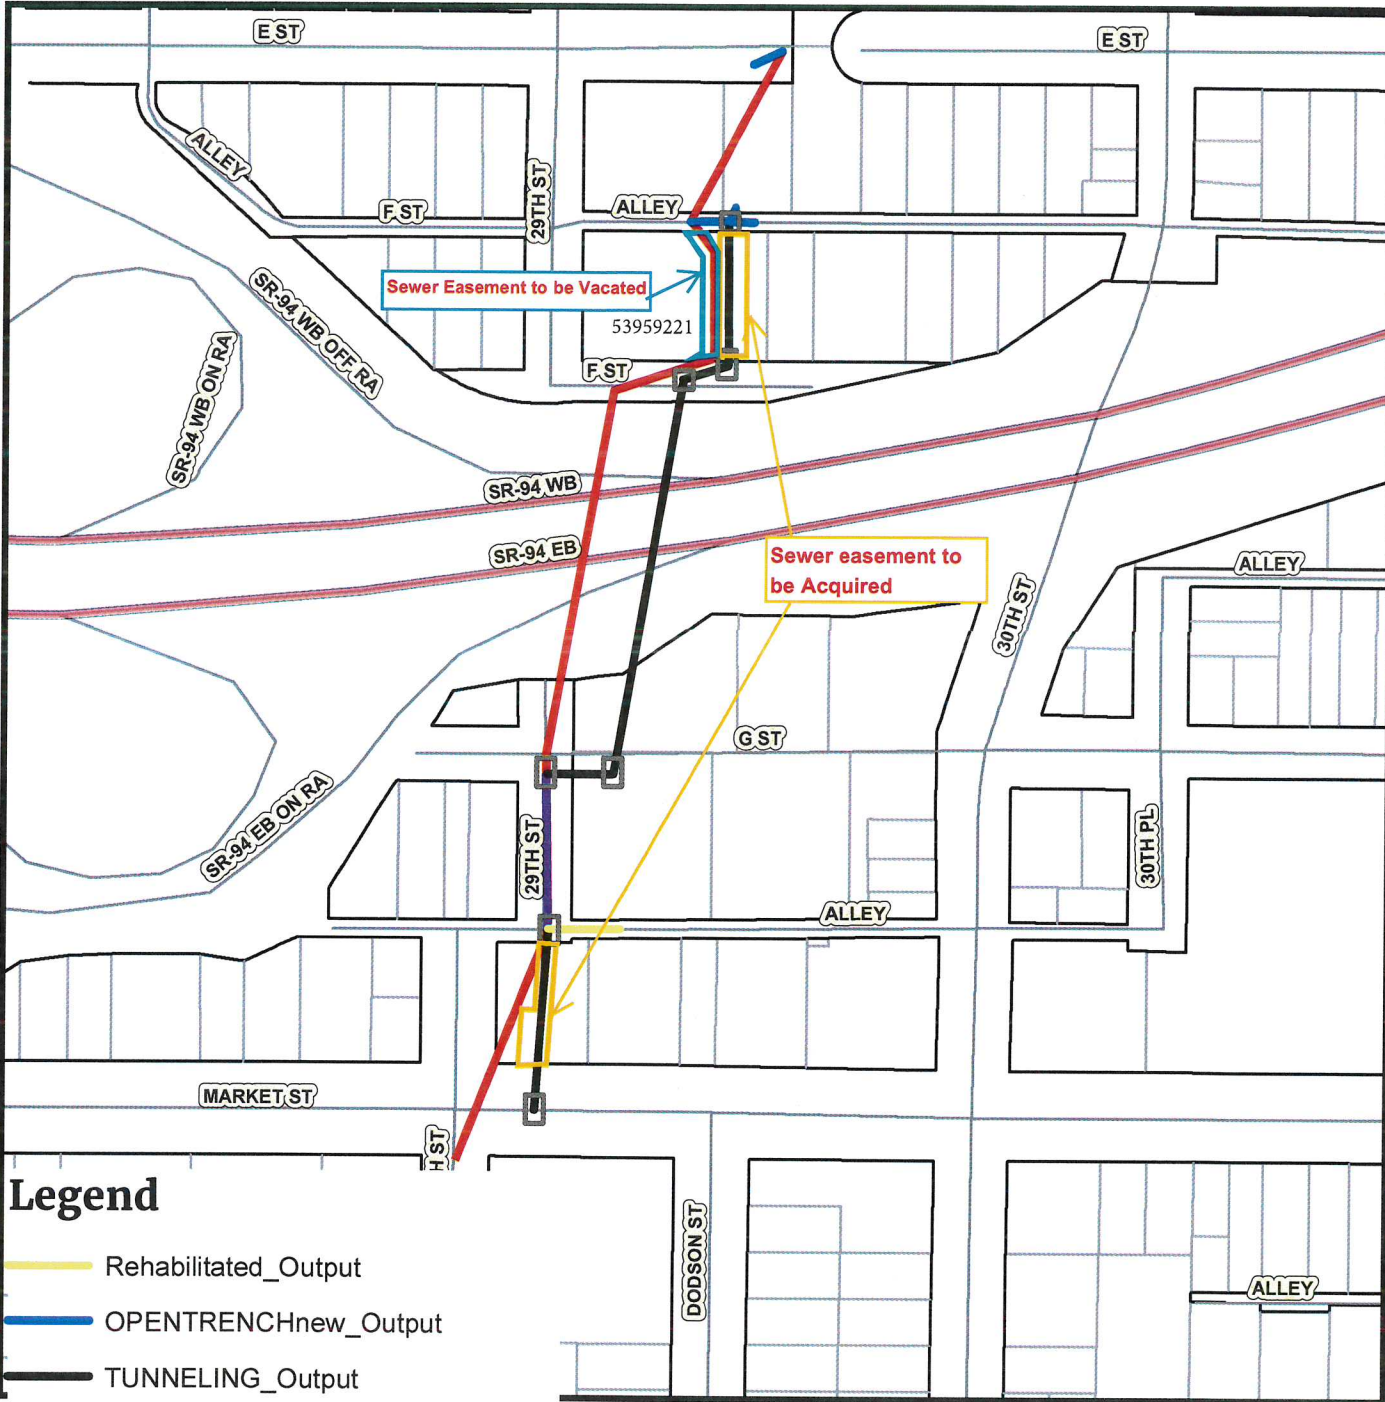 E ST
E ST
ALLEY
29TH ST
F ST
ALLEY
SR-94 WB OFF RA
Sewer Easement to be Vacated
53959221
SR-94 WB ON RA
F ST
SR-94 WB
SR-94 EB
Sewer easement to
be Acquired
ALLEY
30TH ST
G ST
SR-94 EB ON RA
29TH ST
30TH PL
ALLEY
MARKET ST
H ST
Legend
Rehabilitated_Output
OPENTRENCHnew_Output
TUNNELING_Output
DODSON ST
ALLEY